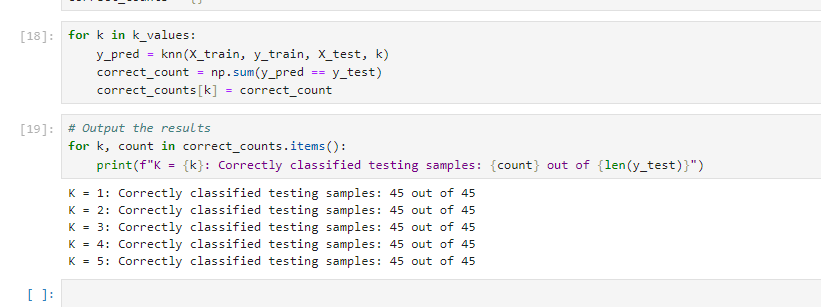 [18]: for k in k_values:
y_pred = knn(X_train, y_train, X_test, k)
correct_count = np.sum(y_pred == y_test)
correct_counts[k] = correct_count
[19]: # Output the results
for k, count in correct_counts.items():
print(f"K = {k}: Correctly classified testing samples: {count} out of {len(y_test)}")
K = 1: Correctly classified testing samples: 45 out of 45
K = 2: Correctly classified testing samples: 45 out of 45
K = 3: Correctly classified testing samples: 45 out of 45
K = 4: Correctly classified testing samples: 45 out of 45
K = 5: Correctly classified testing samples: 45 out of 45
[ ]: